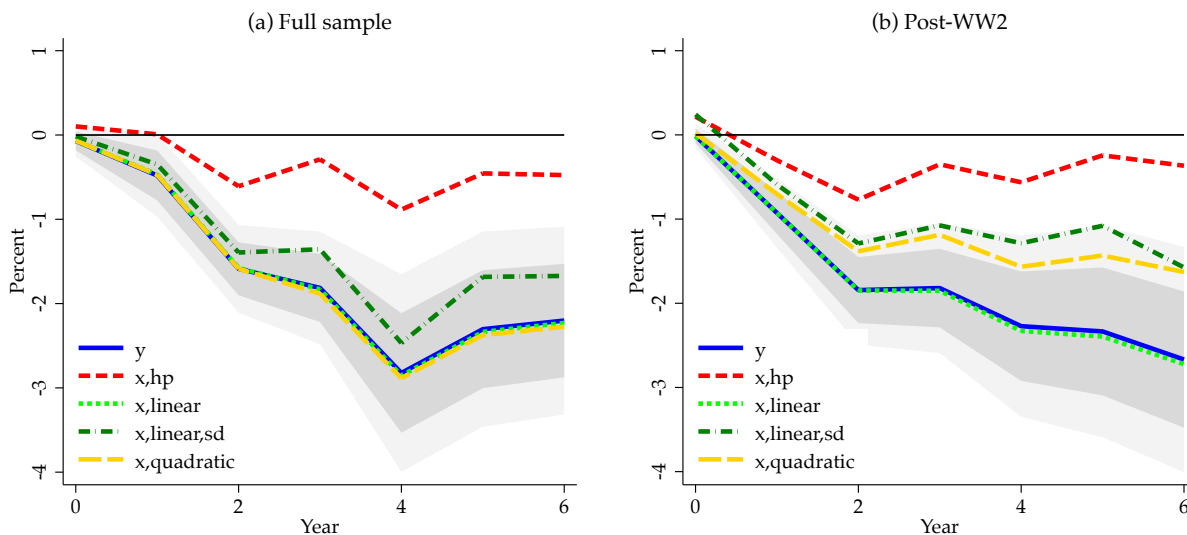 (a) Full sample
1
0
-1
-2
-3
-4
Percent
y
x,hp
x,linear
x,linear,sd
x,quadratic
0 2 4 6
Year
(b) Post-WW2
1
0
-1
-2
-3
-4
Percent
y
x,hp
x,linear
x,linear,sd
x,quadratic
0 2 4 6
Year